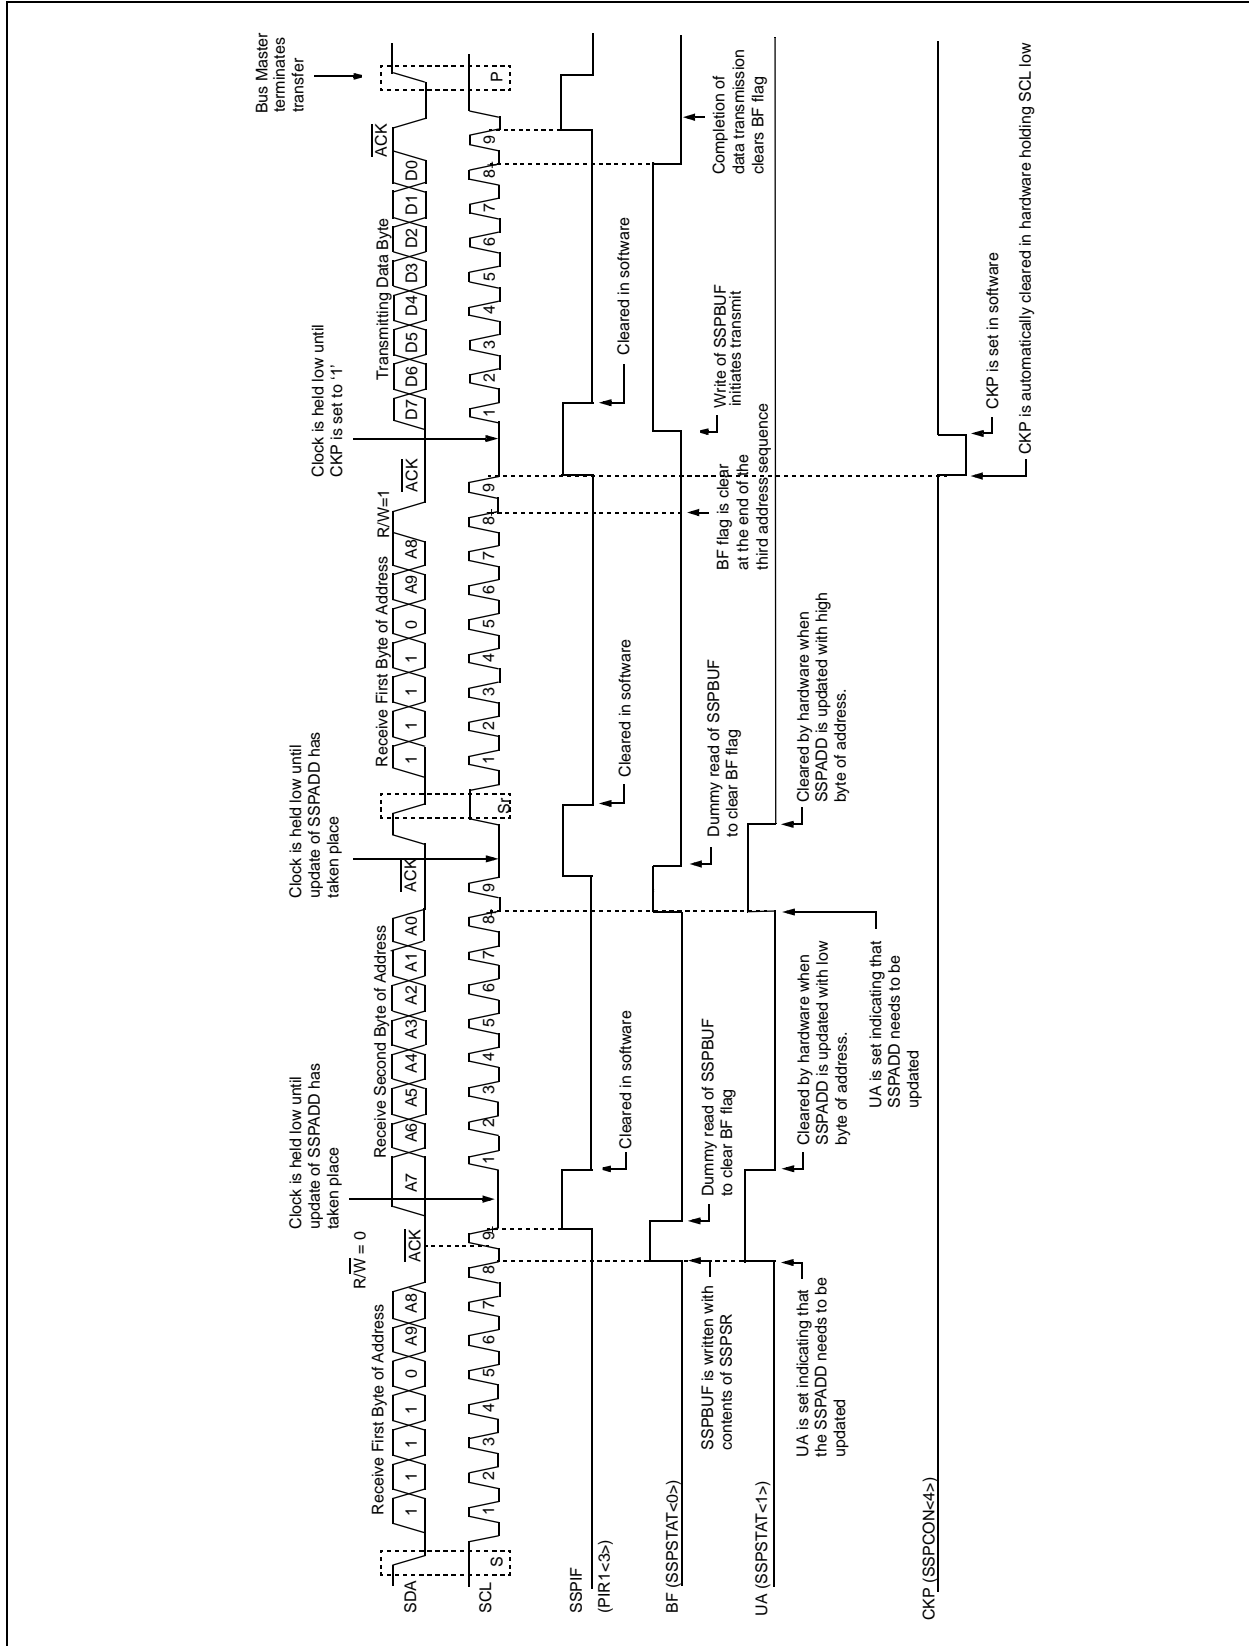 Bus Master
terminates
transfer
Clock is held low until
update of SSPADD has
taken place
Clock is held low until
update of SSPADD has
taken place
Clock is held low until
CKP is set to ‘1’
R/W = 0
R/W=1
Receive First Byte of Address
Receive Second Byte of Address
Receive First Byte of Address
Transmitting Data Byte
ACK
ACK
ACK
ACK
SDA
1 1 1 1 0 A9 A8
A7 A6 A5 A4 A3 A2 A1 A0
1 1 1 1 0 A9 A8
D7 D6 D5 D4 D3 D2 D1 D0
SCL
S
1 2 3 4 5 6 7 8 9
1 2 3 4 5 6 7 8 9
Sr
1 2 3 4 5 6 7 8 9
1 2 3 4 5 6 7 8 9
P
SSPIF
(PIR1<3>)
Cleared in software
Cleared in software
Cleared in software
BF (SSPSTAT<0>)
SSPBUF is written with
contents of SSPSR
Dummy read of SSPBUF
to clear BF flag
Dummy read of SSPBUF
to clear BF flag
BF flag is clear
at the end of the
third address sequence
Write of SSPBUF
initiates transmit
Completion of
data transmission
clears BF flag
UA (SSPSTAT<1>)
UA is set indicating that
the SSPADD needs to be
updated
Cleared by hardware when
SSPADD is updated with low
byte of address.
UA is set indicating that
SSPADD needs to be
updated
Cleared by hardware when
SSPADD is updated with high
byte of address.
CKP (SSPCON<4>)
CKP is set in software
CKP is automatically cleared in hardware holding SCL low